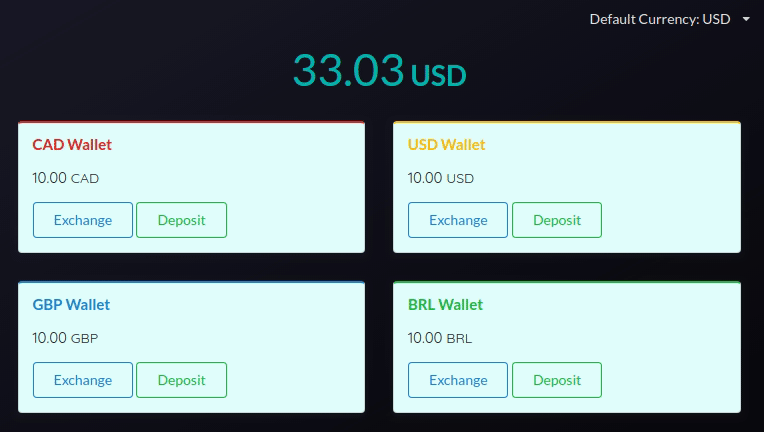 Default Currency: USD
33.03 USD
CAD Wallet
10.00 CAD
Exchange Deposit
USD Wallet
10.00 USD
Exchange Deposit
GBP Wallet
10.00 GBP
Exchange Deposit
BRL Wallet
10.00 BRL
Exchange Deposit